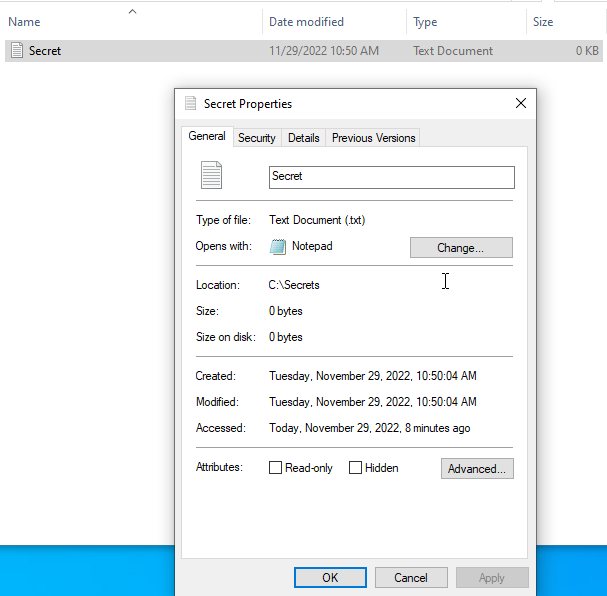 Name Date modified Type Size
Secret 11/29/2022 10:50 AM Text Document 0 KB
Secret Properties
General Security Details Previous Versions
Secret
Type of file: Text Document (.txt)
Opens with: Notepad Change...
Location: C:\Secrets
Size: 0 bytes
Size on disk: 0 bytes
Created: Tuesday, November 29, 2022, 10:50:04 AM
Modified: Tuesday, November 29, 2022, 10:50:04 AM
Accessed: Today, November 29, 2022, 8 minutes ago
Attributes: Read-only Hidden Advanced...
OK Cancel Apply